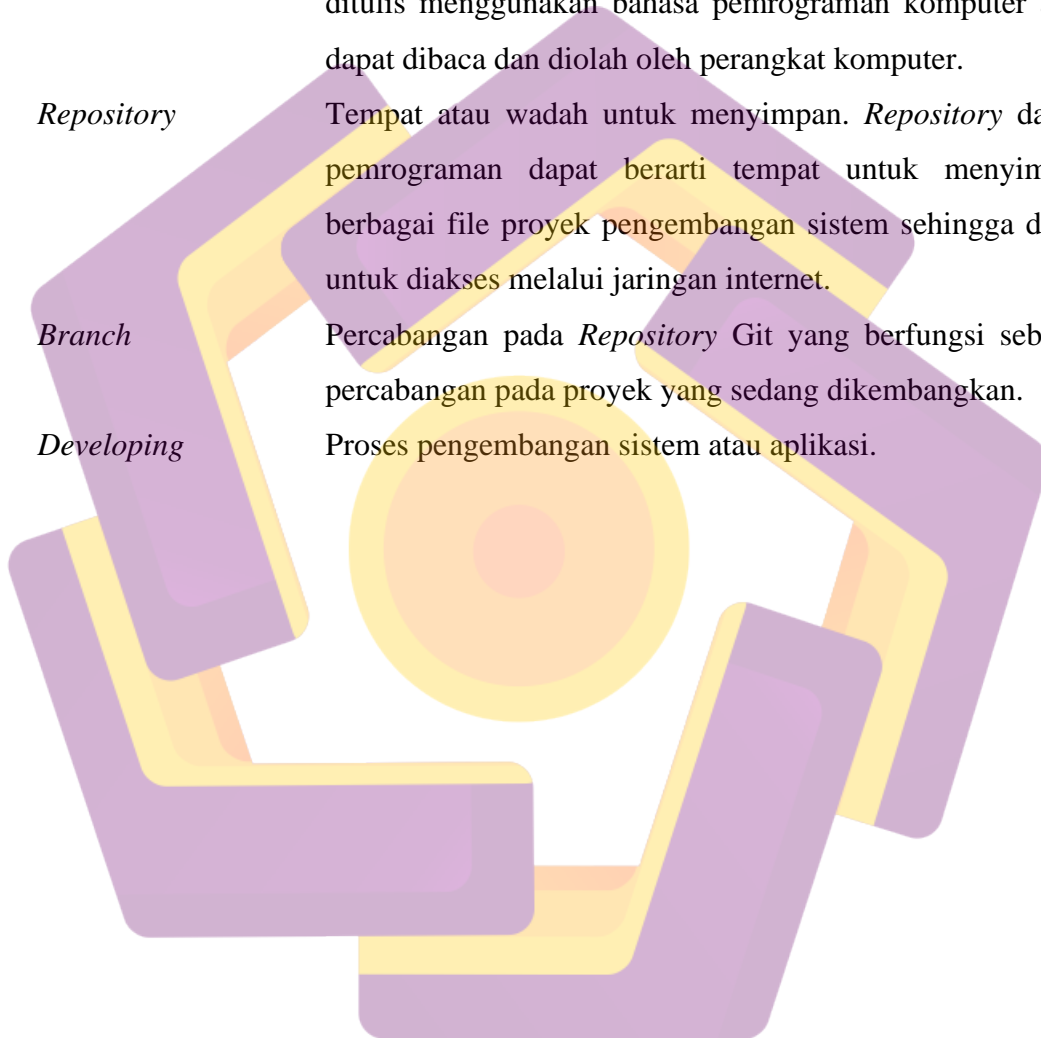 ditulis menggunakan bahasa pemrograman komputer
dapat dibaca dan diolah oleh perangkat komputer.
Repository Tempat atau wadah untuk menyimpan. Repository
pemrograman dapat berarti tempat untuk
berbagai file proyek pengembangan sistem sehingga
untuk diakses melalui jaringan internet.
Branch Percabangan pada Repository Git yang berfungsi
percabangan pada proyek yang sedang dikembangkan.
Developing Proses pengembangan sistem atau aplikasi.